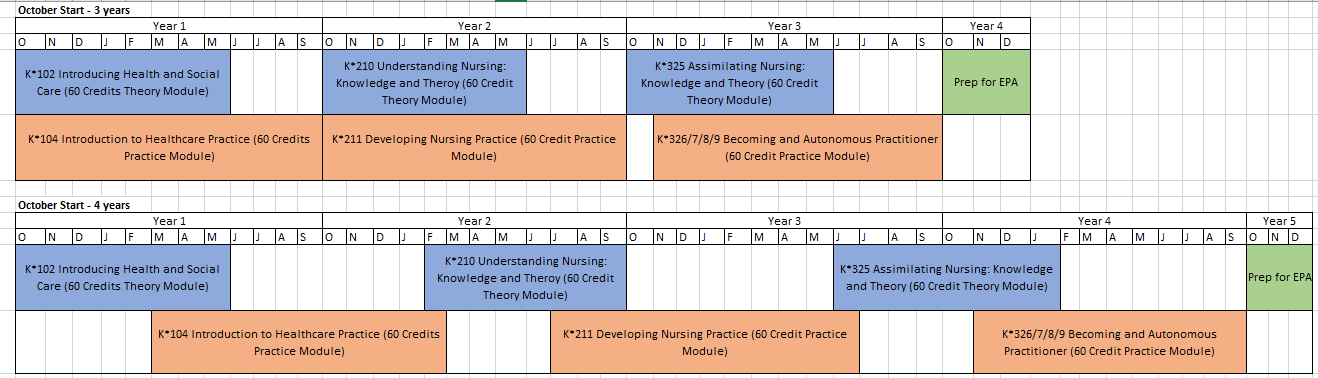 October Start - 3 years
Year 1 Year 2 Year 3 Year 4
O N D J F M A M J J A S O N D J F M A M J J A S O N D J F M A M J J A S O N D
K*102 Introducing Health and Social
Care (60 Credits Theory Module)
K*210 Understanding Nursing:
Knowledge and Theroy (60 Credit
Theory Module)
K*325 Assimilating Nursing:
Knowledge and Theory (60 Credit
Theory Module)
Prep for EPA
K*104 Introduction to Healthcare Practice (60 Credits
Practice Module)
K*211 Developing Nursing Practice (60 Credit Practice
Module)
K*326/7/8/9 Becoming and Autonomous Practitioner
(60 Credit Practice Module)
October Start - 4 years
Year 1 Year 2 Year 3 Year 4 Year 5
O N D J F M A M J J A S O N D J F M A M J J A S O N D J F M A M J J A S O N D J F M A M J J A S O N D
K*102 Introducing Health and Social
Care (60 Credits Theory Module)
K*210 Understanding Nursing:
Knowledge and Theroy (60 Credit
Theory Module)
K*325 Assimilating Nursing: Knowledge
and Theory (60 Credit Theory Module)
Prep for EPA
K*104 Introduction to Healthcare Practice (60 Credits
Practice Module)
K*211 Developing Nursing Practice (60 Credit Practice
Module)
K*326/7/8/9 Becoming and Autonomous
Practitioner (60 Credit Practice Module)